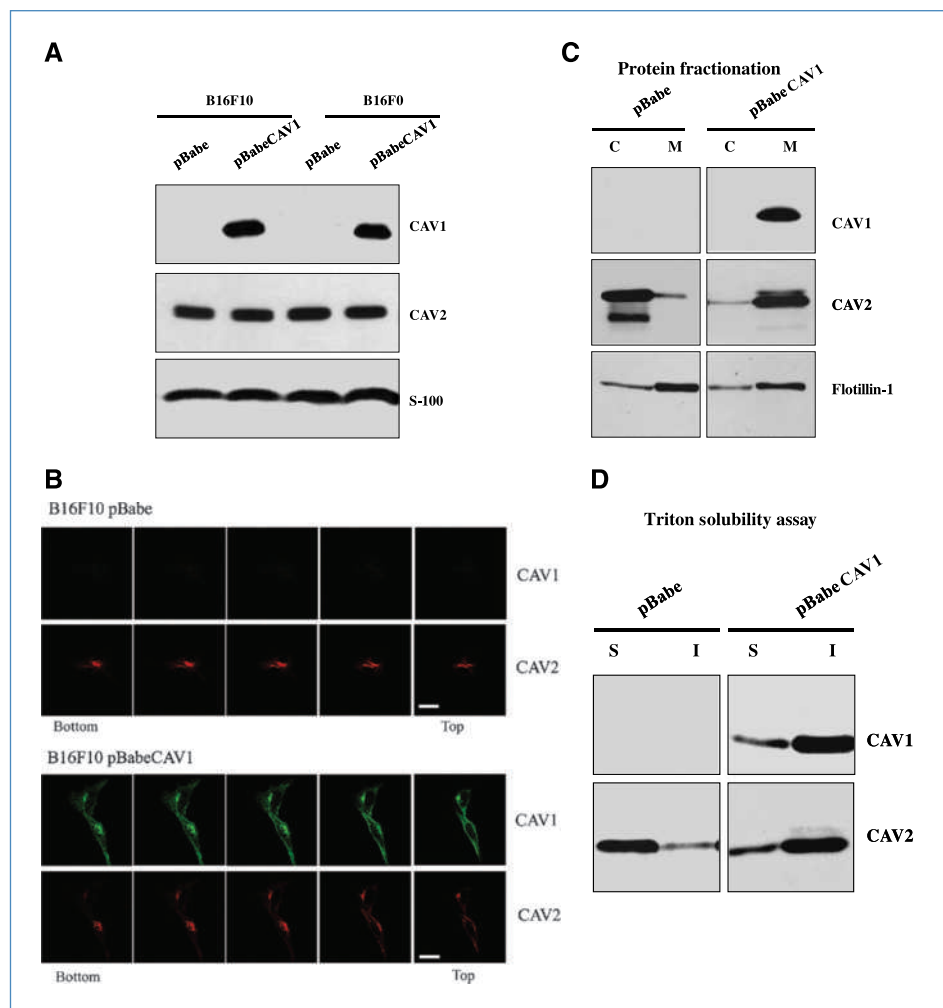 A
B16F10 B16F0
pBabe pBabeCAV1 pBabe pBabeCAV1
CAV1
CAV2
S-100
B
B16F10 pBabe
CAV1
CAV2
Bottom Top
B16F10 pBabeCAV1
CAV1
CAV2
Bottom Top
C
Protein fractionation
pBabe pBabe CAV1
C M C M
CAV1
CAV2
Flotillin-1
D
Triton solubility assay
pBabe pBabe CAV1
S I S I
CAV1
CAV2